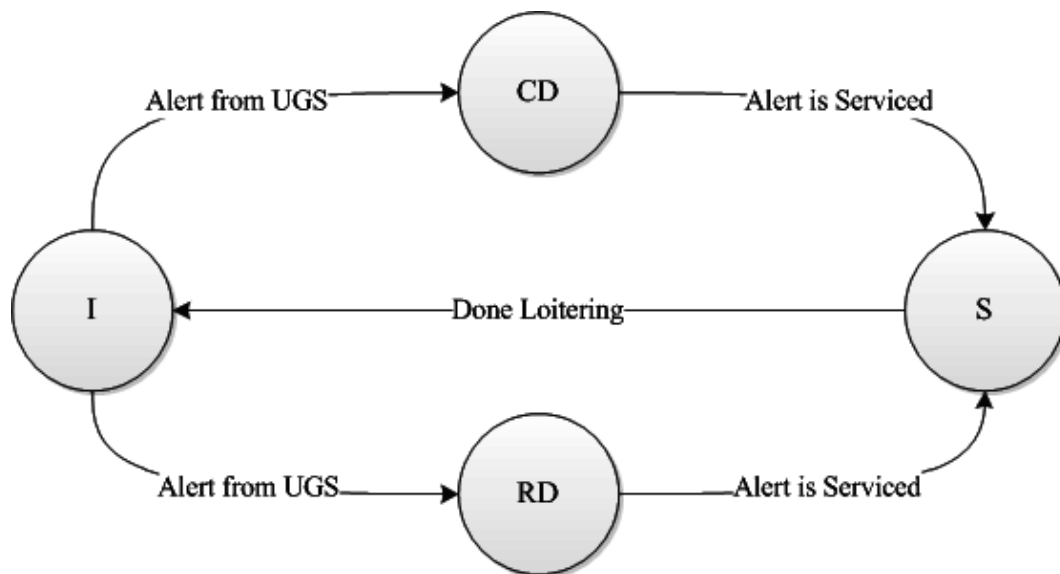 Alert from UGS
CD
Alert is Serviced
I
Done Loitering
S
Alert from UGS
RD
Alert is Serviced